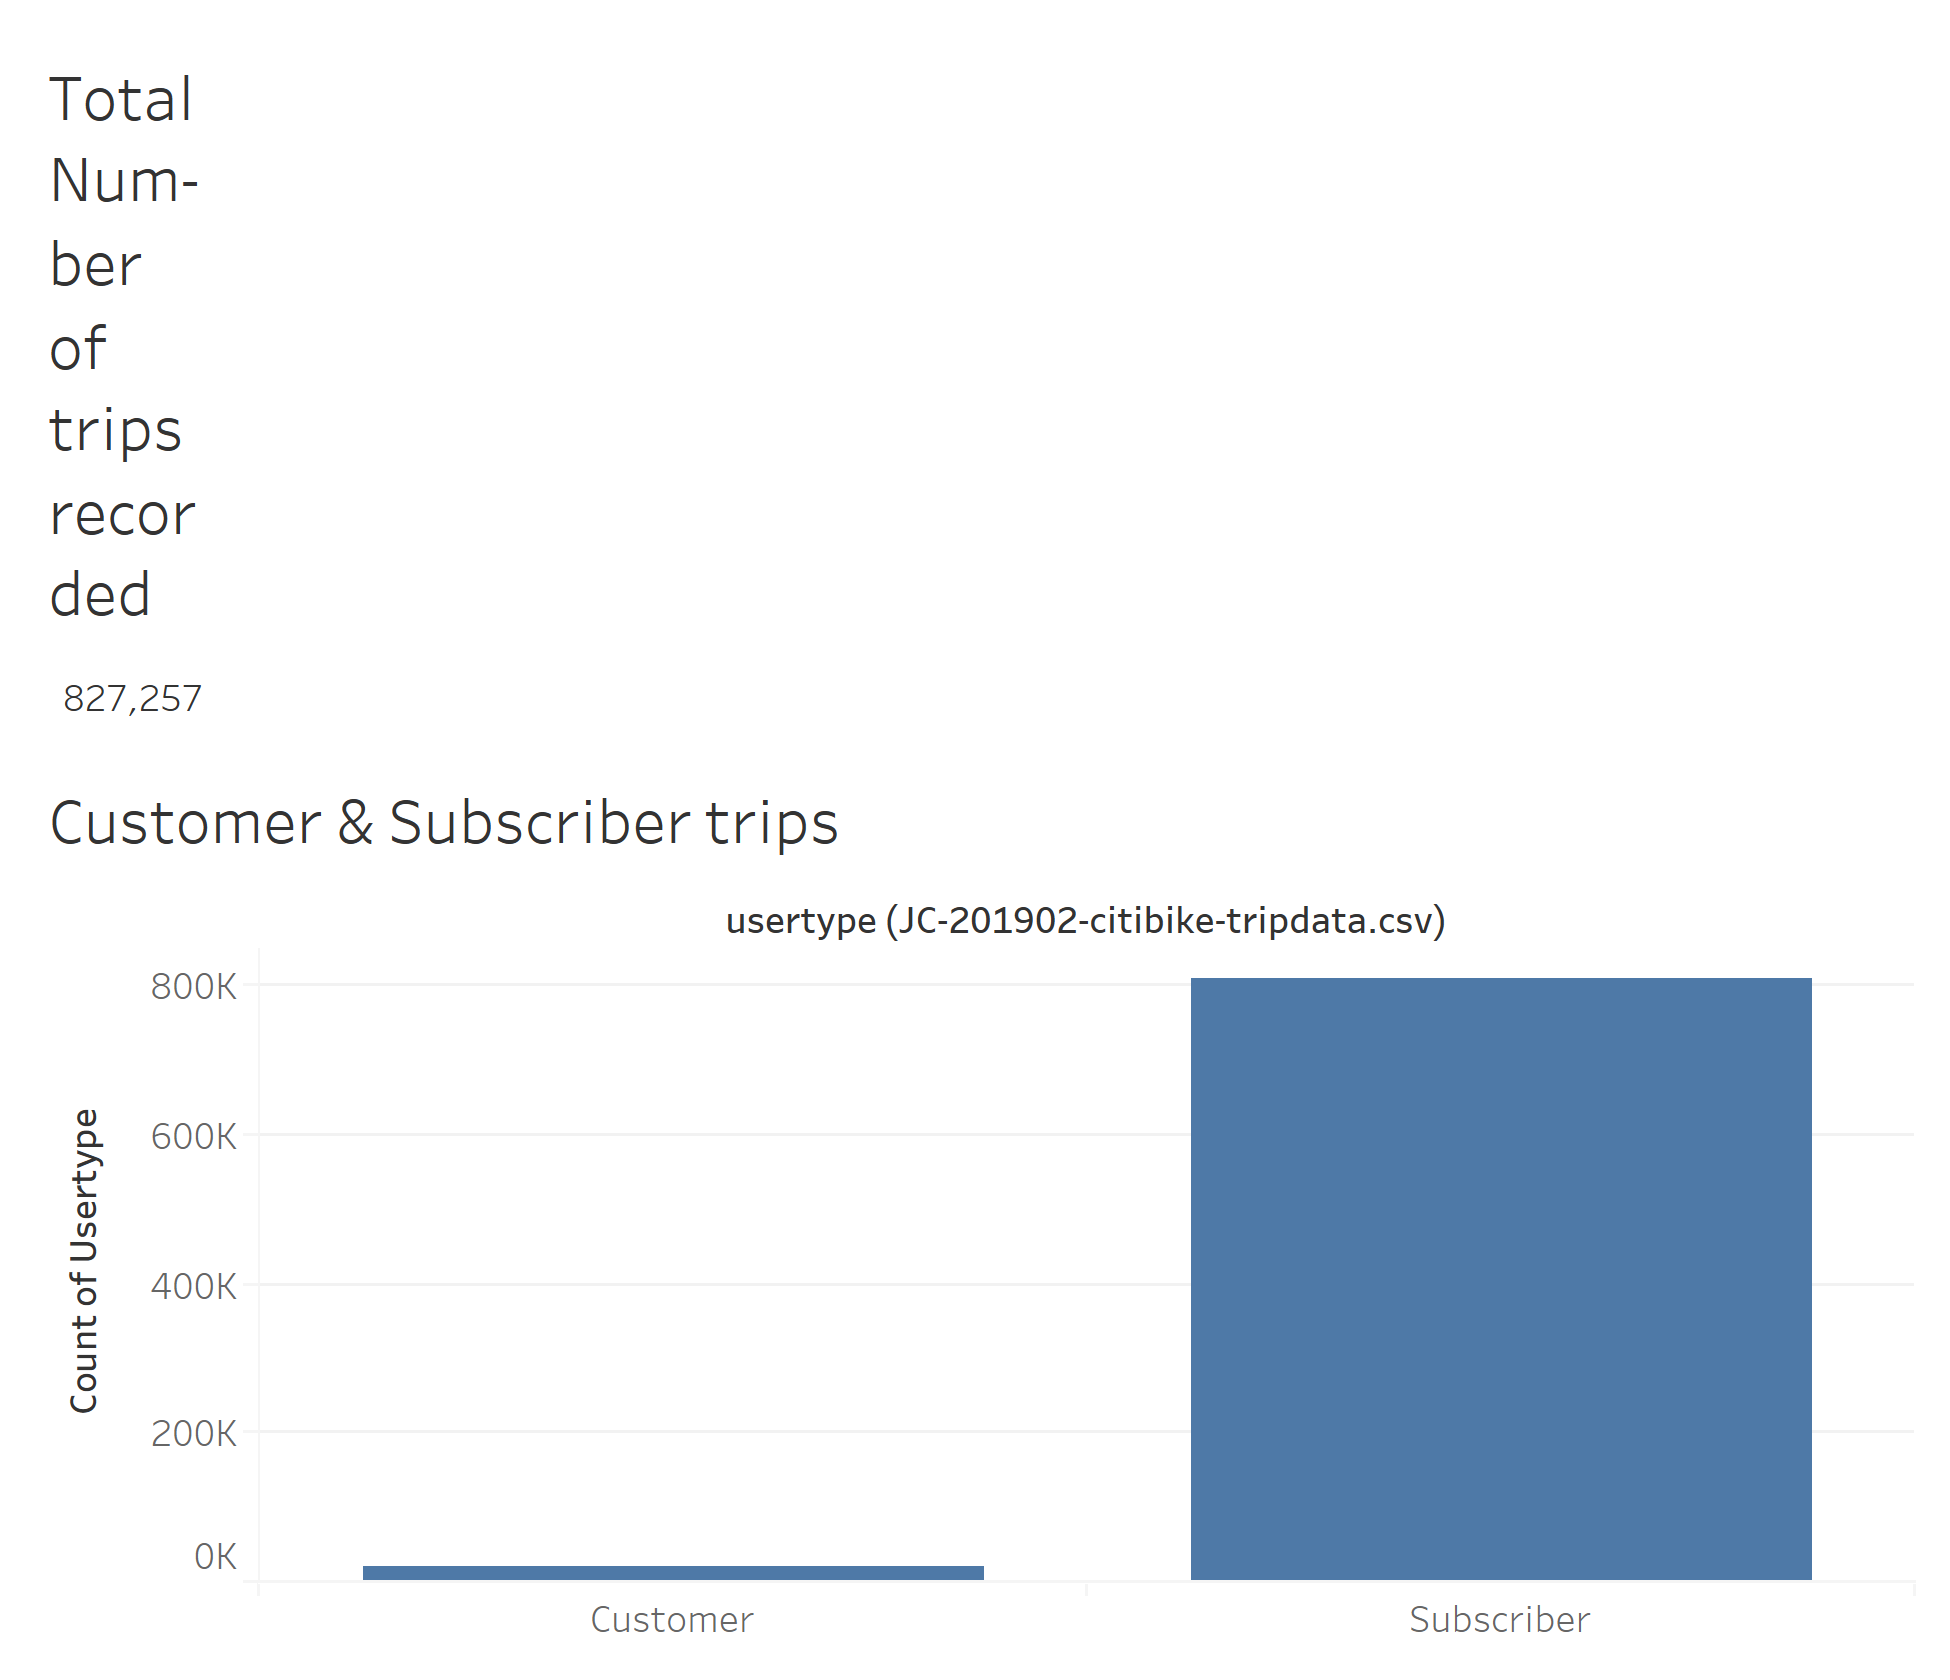 Total
Num-
ber
of
trips
recor
ded
827,257
Customer & Subscriber trips
usertype (JC-201902-citibike-tripdata.csv)
800K
600K
400K
200K
0K
Count of Usertype
Customer
Subscriber